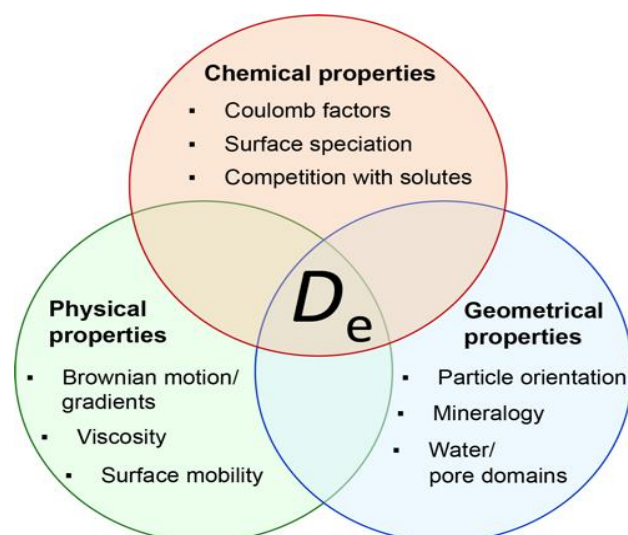 Chemical properties
▪ Coulomb factors
▪ Surface speciation
▪ Competition with solutes
De
Physical
properties
▪ Brownian motion/
gradients
▪ Viscosity
▪ Surface mobility
Geometrical
properties
▪ Particle orientation
▪ Mineralogy
▪ Water/
pore domains